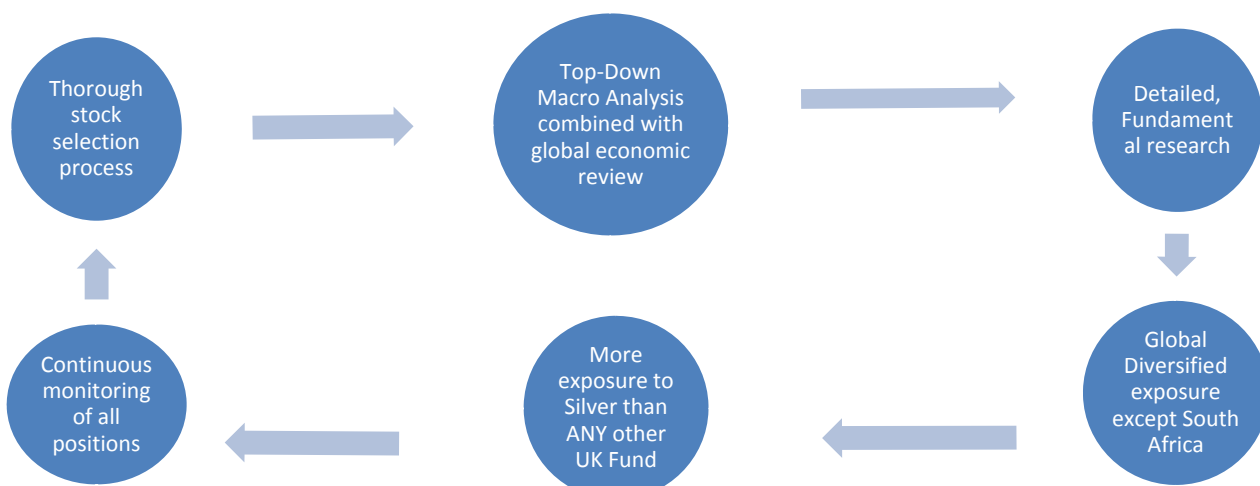 Thorough
stock
selection
process
Top-Down
Macro Analysis
combined with
global economic
review
Detailed,
Fundament
al research
Global
Diversified
exposure
except South
Africa
More
exposure to
Silver than
ANY other
UK Fund
Continuous
monitoring
of all
positions